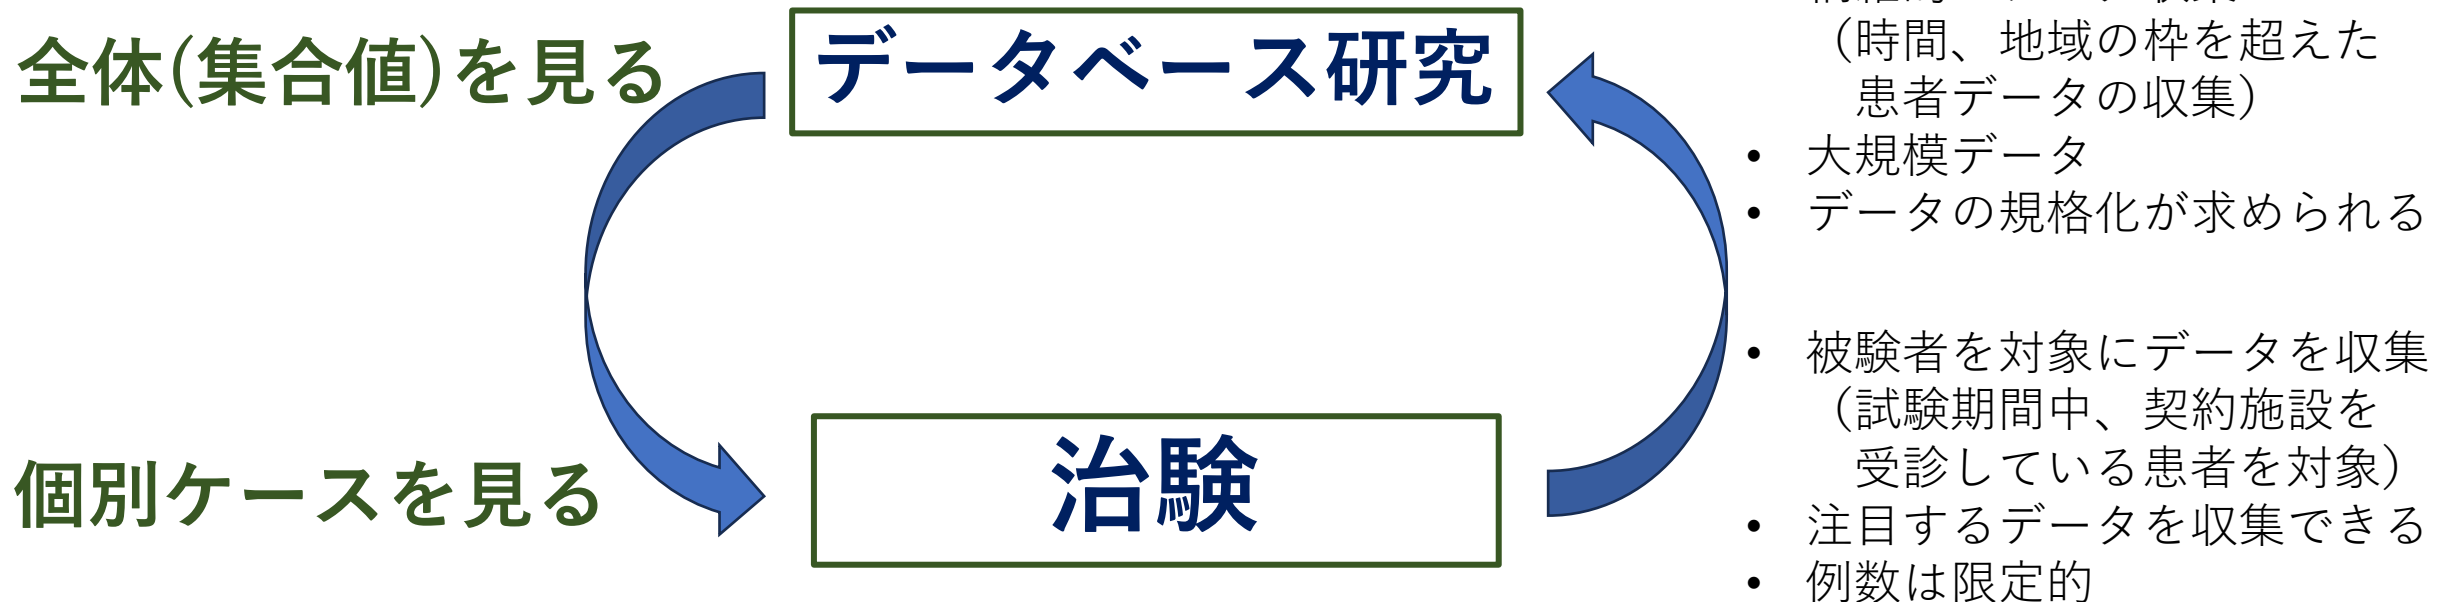 全体(集合値)を見る
データベース研究
（時間、地域の枠を超えた
患者データの収集）
• 大規模データ
• データの規格化が求められる
• 被験者を対象にデータを収集
（試験期間中、契約施設を
受診している患者を対象）
個別ケースを見る
治験
• 注目するデータを収集できる
• 例数は限定的